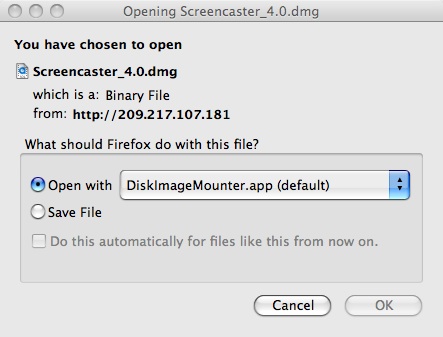 Opening Screencaster_4.0.dmg
You have chosen to open
Screencaster_4.0.dmg
which is a: Binary File
from: http://209.217.107.181
What should Firefox do with this file?
Open with DiskImageMounter.app (default)
Save File
Do this automatically for files like this from now on.
Cancel OK